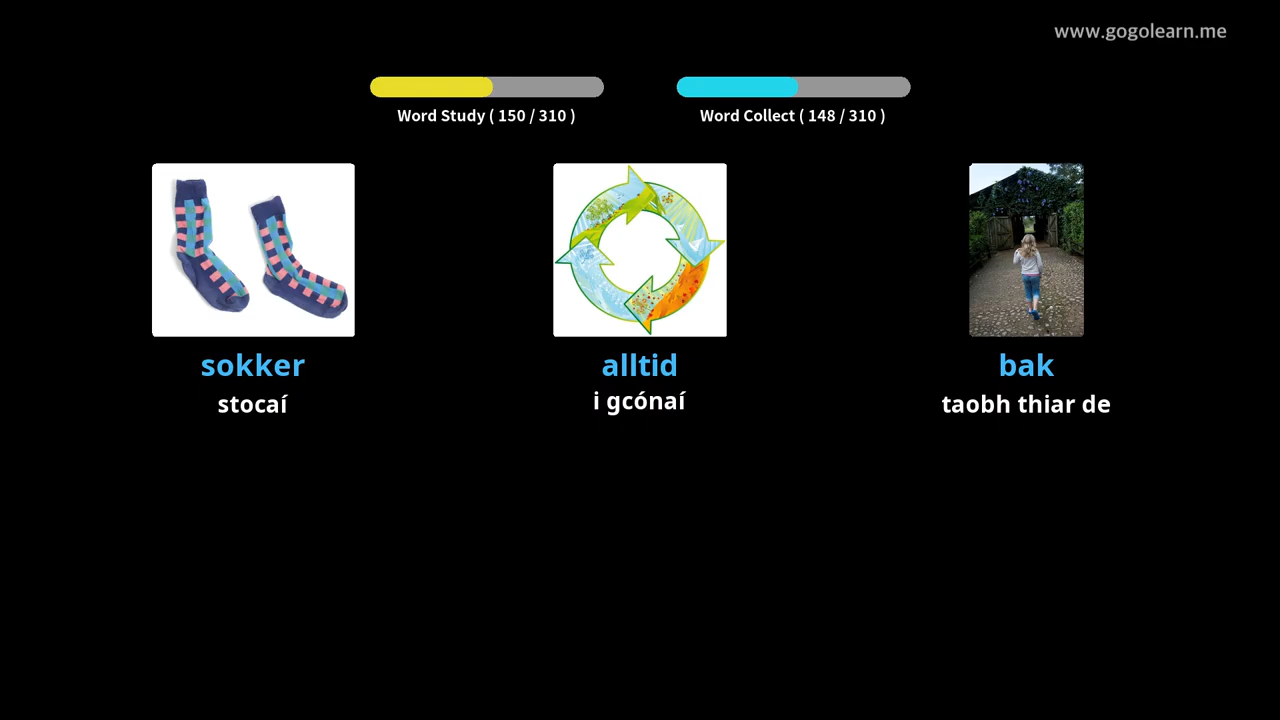 www.gogolearn.me
Word Study ( 150 / 310 )
Word Collect ( 148 / 310 )
sokker
stocaí
alltid
i gcónaí
bak
taobh thiar de